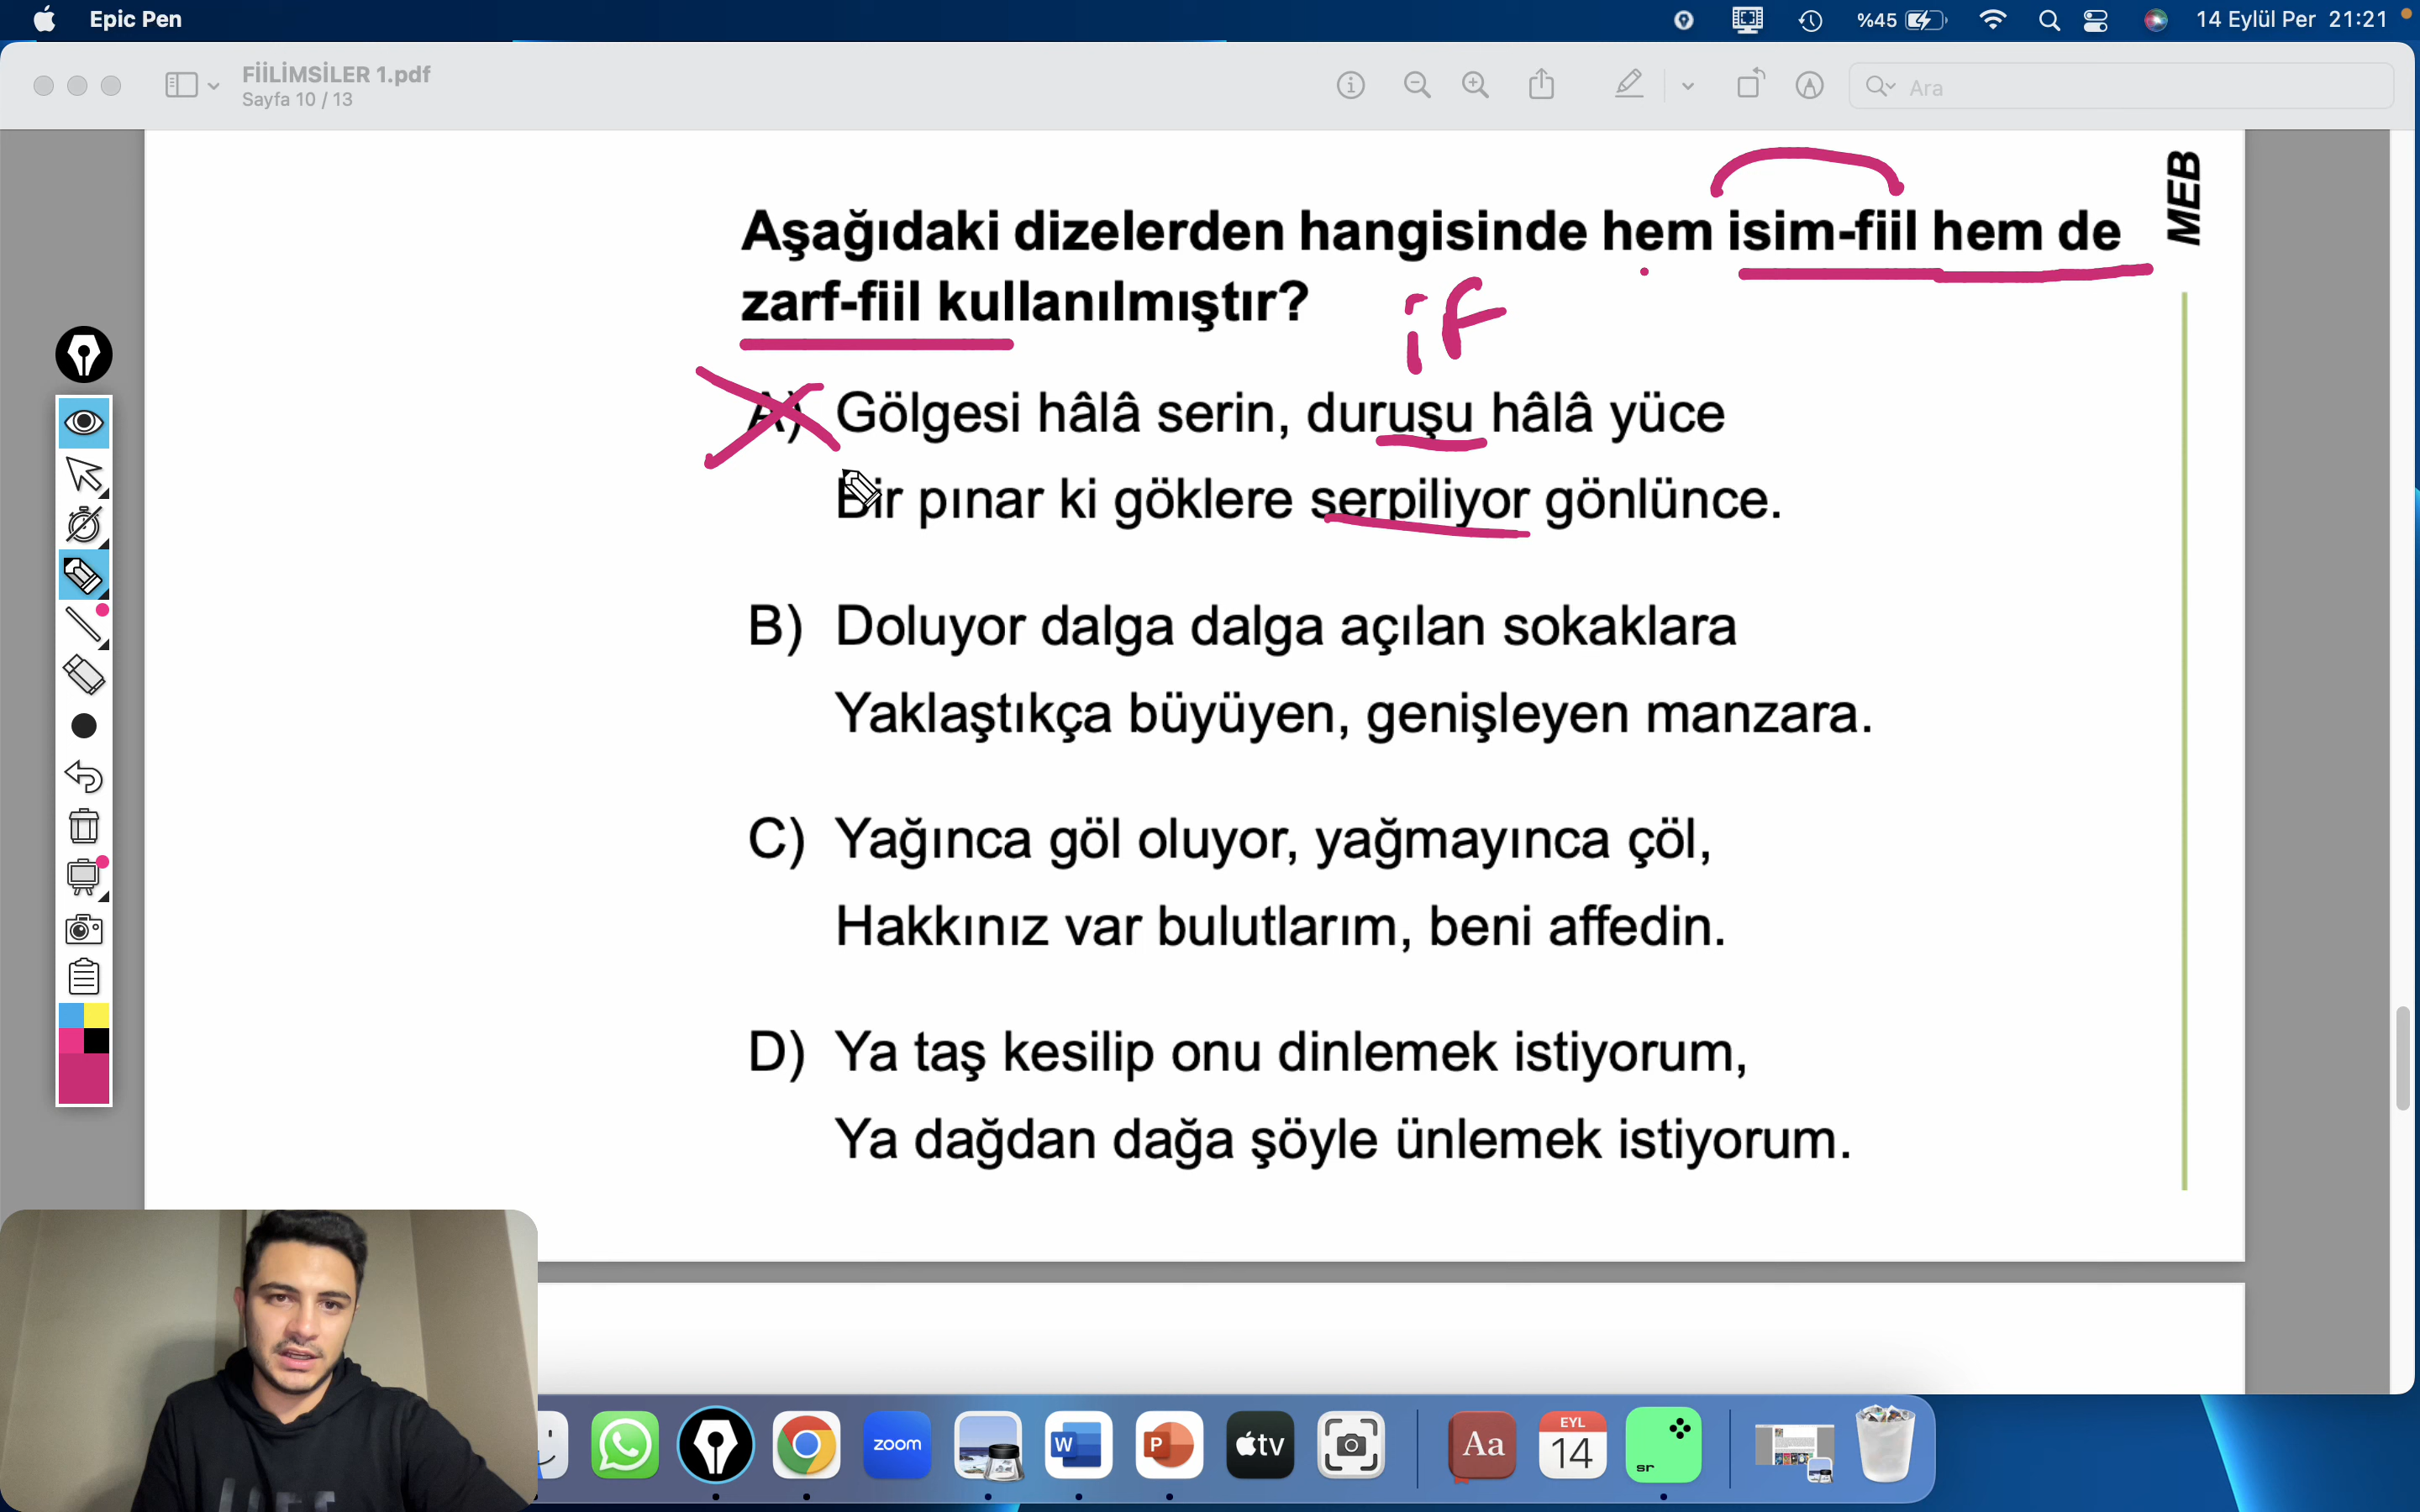 Epic Pen
%45
14 Eylül Per 21:21
FİİLİMSİLER 1.pdf
Sayfa 10 / 13
Ara
MEB
Aşağıdaki dizelerden hangisinde hem isim-fiil hem de
zarf-fiil kullanılmıştır?
if
A) Gölgesi hâlâ serin, duruşu hâlâ yüce
Bir pınar ki göklere serpiliyor gönlünce.
B) Doluyor dalga dalga açılan sokaklara
Yaklaştıkça büyüyen, genişleyen manzara.
C) Yağınca göl oluyor, yağmayınca çöl,
Hakkınız var bulutlarım, beni affedin.
D) Ya taş kesilip onu dinlemek istiyorum,
Ya dağdan dağa şöyle ünlemek istiyorum.
zoom
W
P
tv
Aa
EYL
14
sr